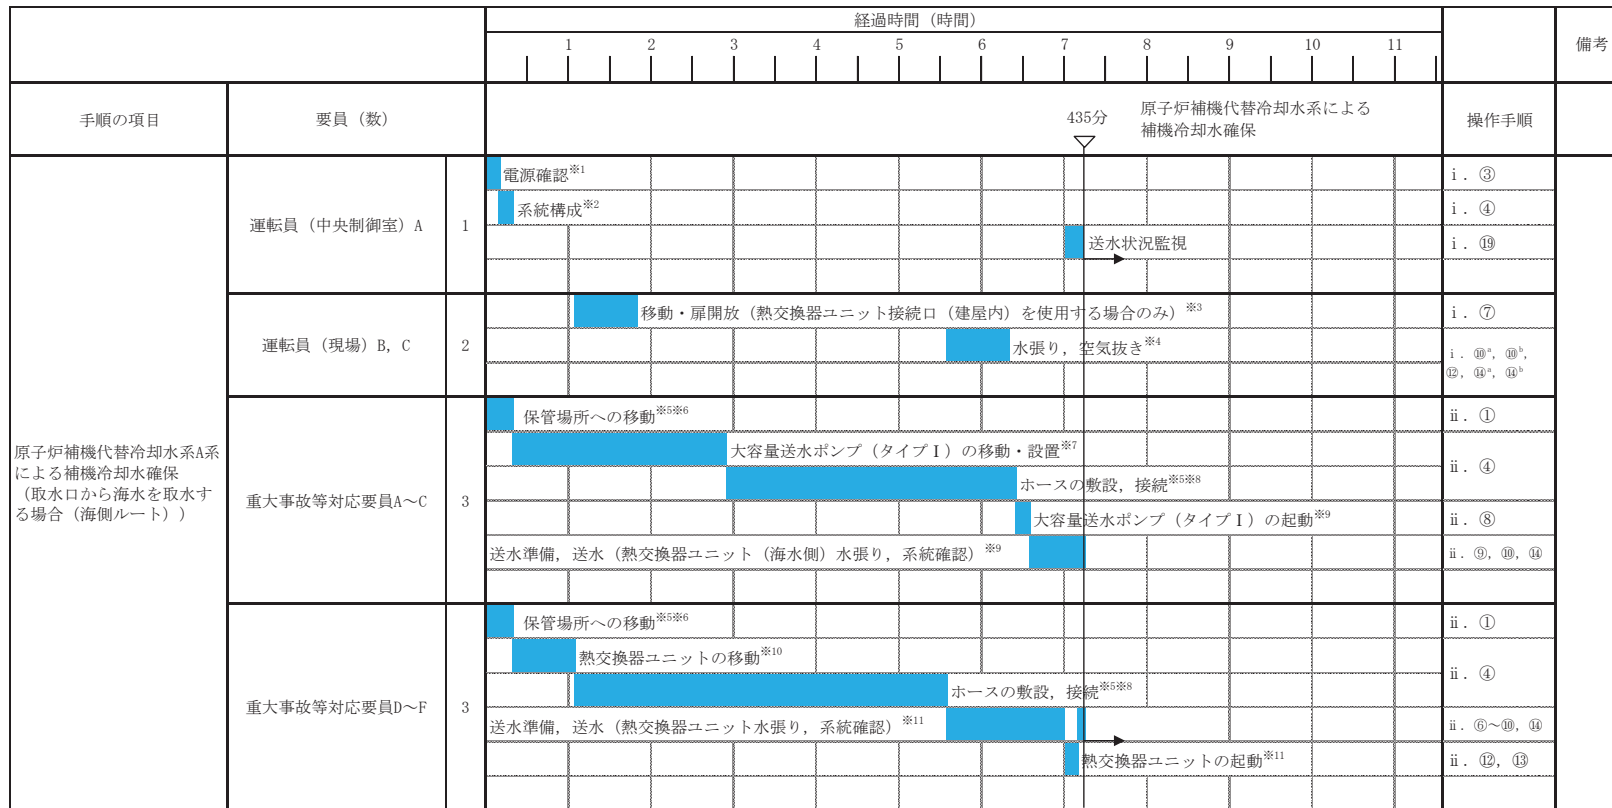 経過時間（時間）
1 2 3 4 5 6 7 8 9 10 11
備考
手順の項目
要員（数）
435分
原子炉補機代替冷却水系による
補機冷却水確保
操作手順
原子炉補機代替冷却水系A系
による補機冷却水確保
（取水口から海水を取水す
る場合（海側ルート））
運転員（中央制御室）A
1
電源確認※1
ⅰ．③
系統構成※2
ⅰ．④
送水状況監視
ⅰ．⑲
運転員（現場）B，C
2
移動・扉開放（熱交換器ユニット接続口（建屋内）を使用する場合のみ）※3
ⅰ．⑦
水張り，空気抜き※4
ⅰ．⑩a，⑩b，
⑫，⑭a，⑭b
重大事故等対応要員A～C
3
保管場所への移動※5※6
ⅱ．①
大容量送水ポンプ（タイプⅠ）の移動・設置※7
ⅱ．④
ホースの敷設，接続※5※8
大容量送水ポンプ（タイプⅠ）の起動※9
ⅱ．⑧
送水準備，送水（熱交換器ユニット（海水側）水張り，系統確認）※9
ⅱ．⑨，⑩，⑭
重大事故等対応要員D～F
3
保管場所への移動※5※6
ⅱ．①
熱交換器ユニットの移動※10
ⅱ．④
ホースの敷設，接続※5※8
送水準備，送水（熱交換器ユニット水張り，系統確認）※11
ⅱ．⑥～⑩，⑭
熱交換器ユニットの起動※11
ⅱ．⑫，⑬